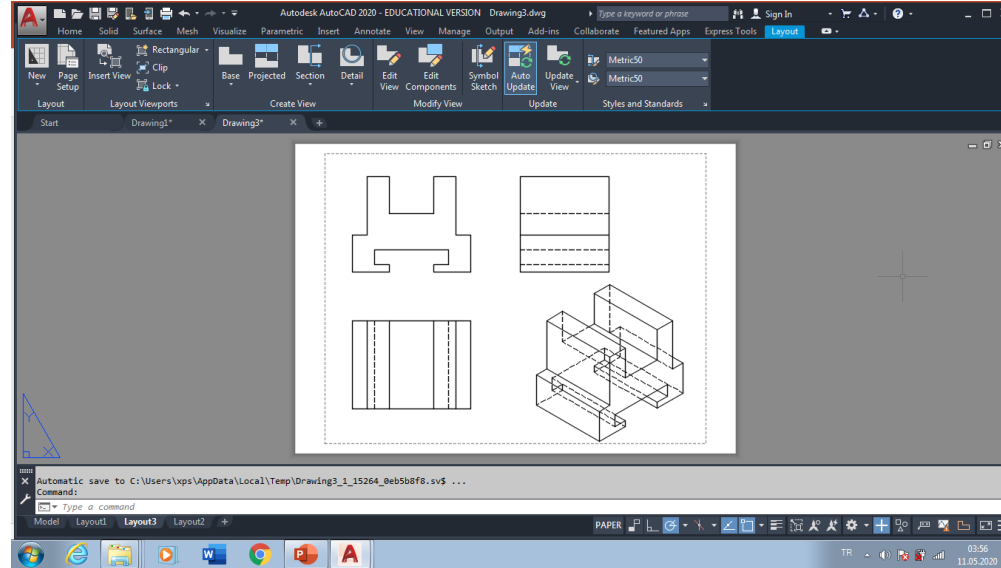 Autodesk AutoCAD 2020 - EDUCATIONAL VERSION Drawing3.dwg
Type a keyword or phrase
Sign In
Home Solid Surface Mesh Visualize Parametric Insert Annotate View Manage Output Add-ins Collaborate Featured Apps Express Tools Layout
New
Page Setup
Insert View
Rectangular
Clip
Lock
Base
Projected
Section
Detail
Edit View
Edit Components
Symbol Sketch
Auto Update
Update View
Metric50
Metric50
Layout Layout Viewports Create View Modify View Update Styles and Standards
Start Drawing1* Drawing3*
Y
X
Automatic save to C:\Users\xps\AppData\Local\Temp\Drawing3_1_15264_0eb5b8f8.sv$ ...
Command:
Type a command
Model Layout1 Layout3 Layout2 +
PAPER
TR
03:56
11.05.2020